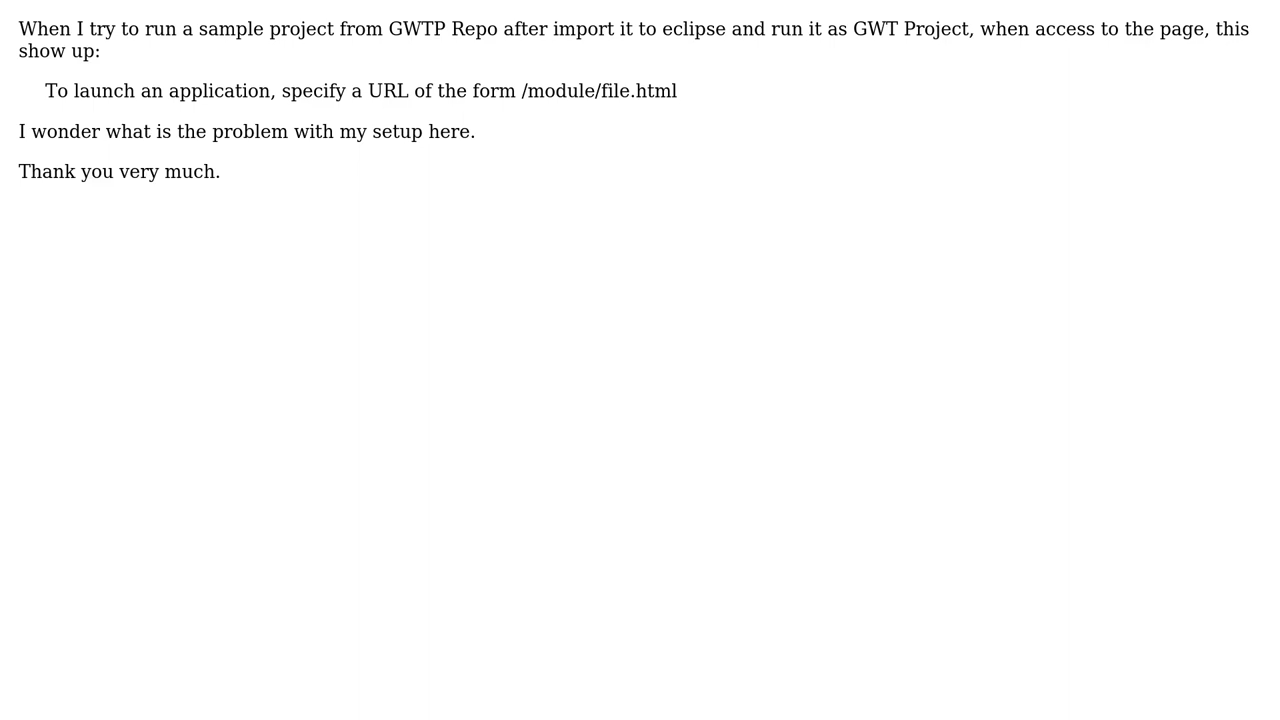 When I try to run a sample project from GWTP Repo after import it to eclipse and run it as GWT Project, when access to the page, this
show up:
To launch an application, specify a URL of the form /module/file.html
I wonder what is the problem with my setup here.
Thank you very much.